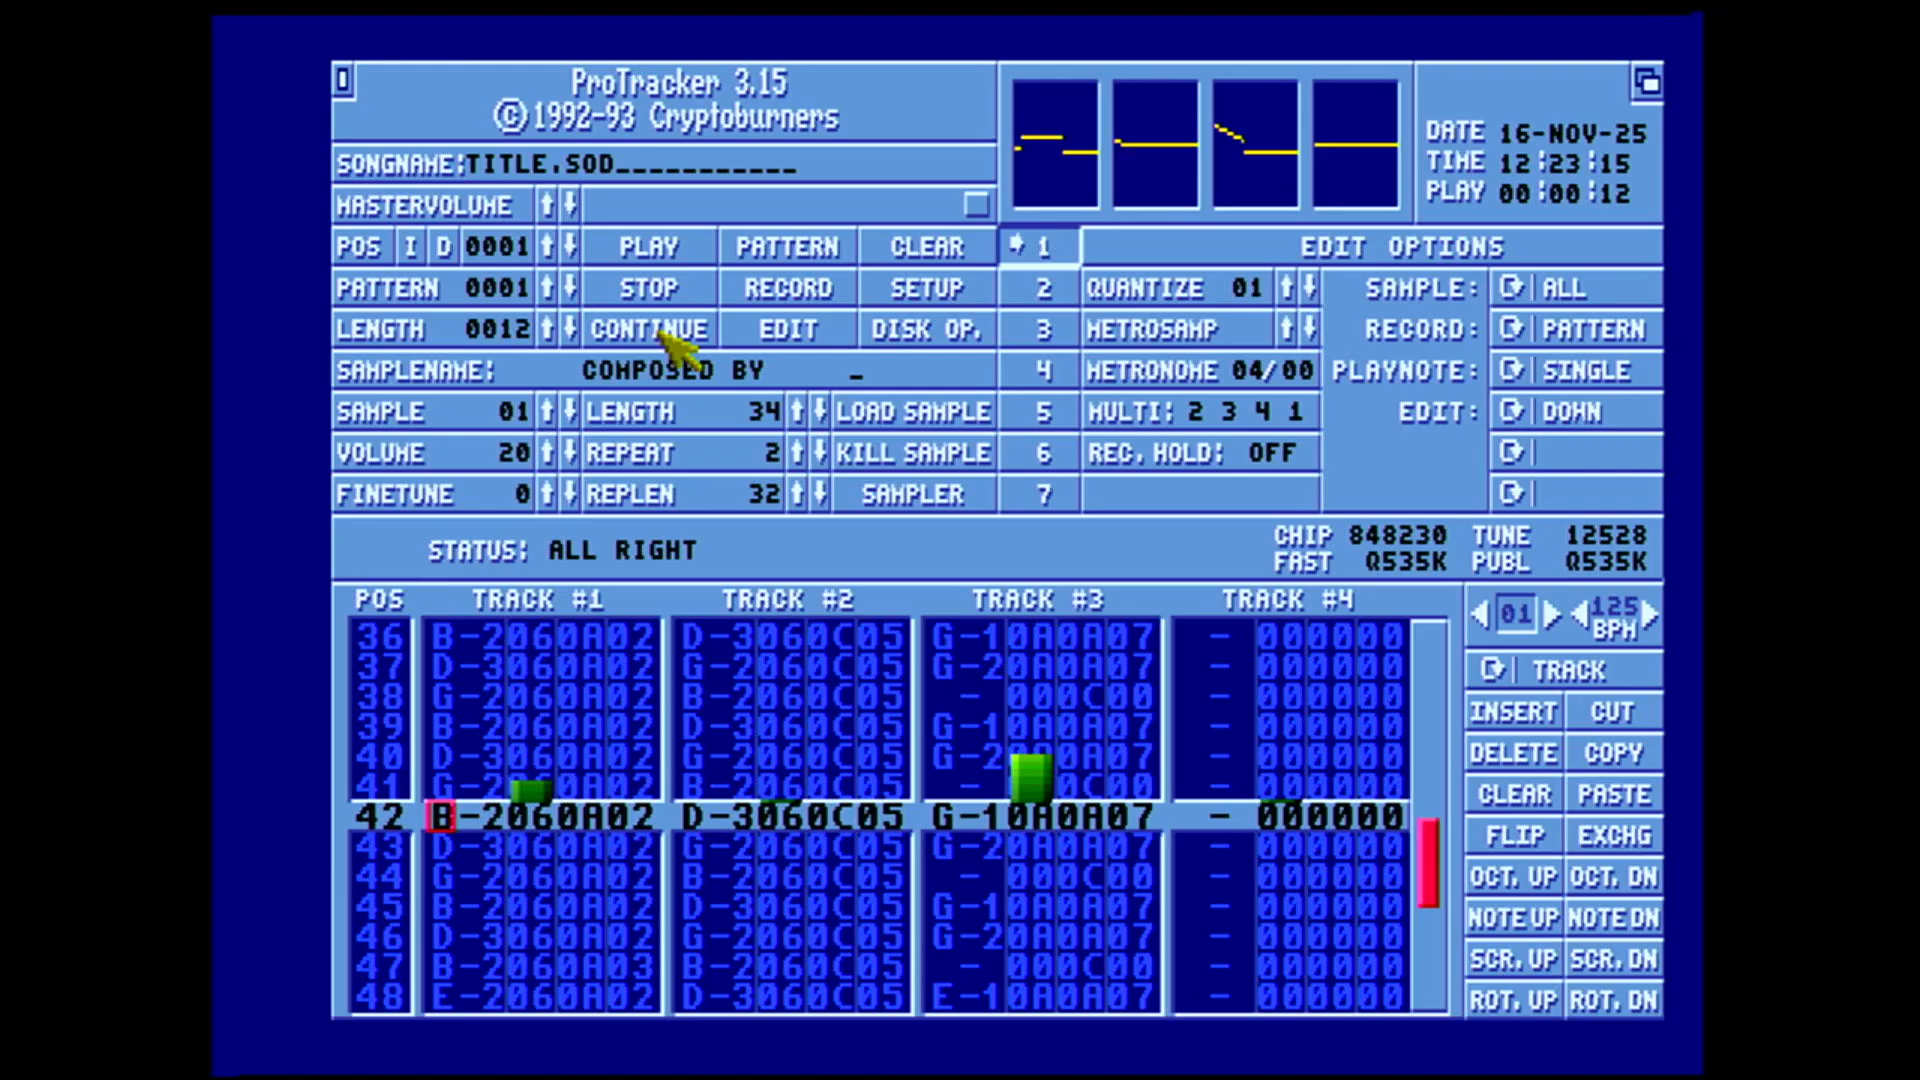 ProTracker 3.15
©1992-93 Cryptoburners
SONGNAME:TITLE.SOD___________
MASTERVOLUME
DATE 16-NOV-25
TIME 12:23:15
PLAY 00:00:12
POS I D 0001 PLAY PATTERN CLEAR 1 EDIT OPTIONS
PATTERN 0001 STOP RECORD SETUP 2 QUANTIZE 01 SAMPLE: ALL
LENGTH 0012 CONTINUE EDIT DISK OP. 3 METROSAMP RECORD: PATTERN
SAMPLENAME: COMPOSED BY _ 4 METRONOME 04/00 PLAYNOTE: SINGLE
SAMPLE 01 LENGTH 34 LOAD SAMPLE 5 MULTI: 2 3 4 1 EDIT: DOWN
VOLUME 20 REPEAT 2 KILL SAMPLE 6 REC.HOLD: OFF
FINETUNE 0 REPLEN 32 SAMPLER 7
STATUS: ALL RIGHT
CHIP 848230 TUNE 12528
FAST Q535K PUBL Q535K
POS TRACK #1 TRACK #2 TRACK #3 TRACK #4
36 B-2060A02 D-3060C05 G-10A0A07 - 000000
37 D-3060A02 G-2060C05 G-20A0A07 - 000000
38 G-2060A02 B-2060C05 - 000C00 - 000000
39 B-2060A02 D-3060C05 G-10A0A07 - 000000
40 D-3060A02 G-2060C05 G-20A0A07 - 000000
41 G-2060A02 B-2060C05 - 000C00 - 000000
42 B-2060A02 D-3060C05 G-10A0A07 - 000000
43 D-3060A02 G-2060C05 G-20A0A07 - 000000
44 G-2060A02 B-2060C05 - 000C00 - 000000
45 B-2060A02 D-3060C05 G-10A0A07 - 000000
46 D-3060A02 G-2060C05 G-20A0A07 - 000000
47 B-2060A03 B-2060C05 - 000C00 - 000000
48 E-2060A02 D-3060C05 E-10A0A07 - 000000
01 125 BPM
TRACK
INSERT CUT
DELETE COPY
CLEAR PASTE
FLIP EXCHG
OCT. UP OCT. DN
NOTE UP NOTE DN
SCR. UP SCR. DN
ROT. UP ROT. DN